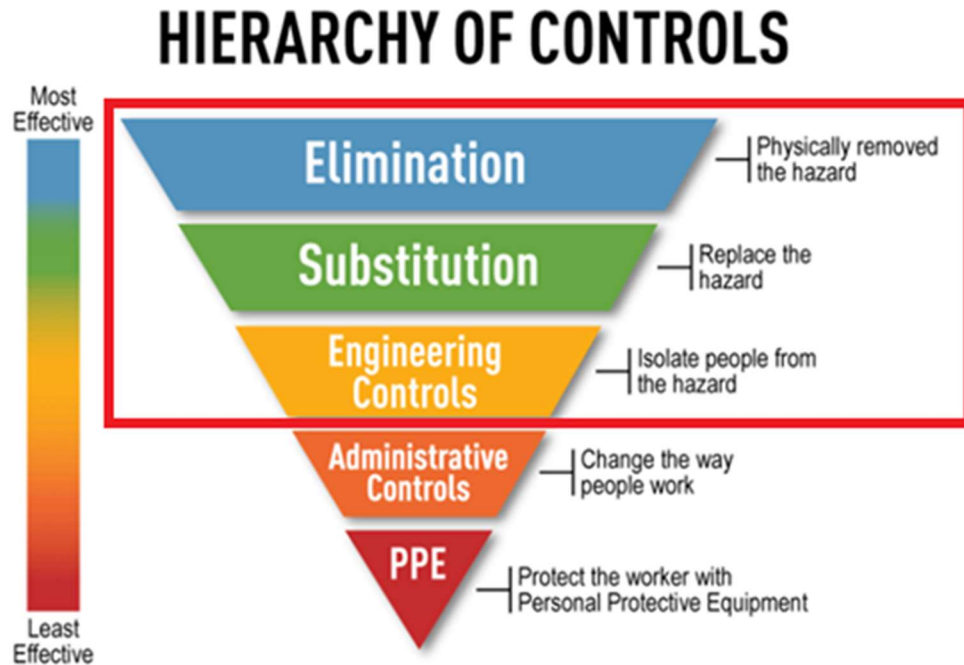 HIERARCHY OF CONTROLS
Most
Effective
Elimination
Physically removed
the hazard
Substitution
Replace the
hazard
Engineering
Controls
Isolate people from
the hazard
Administrative
Controls
Change the way
people work
PPE
Protect the worker with
Personal Protective Equipment
Least
Effective